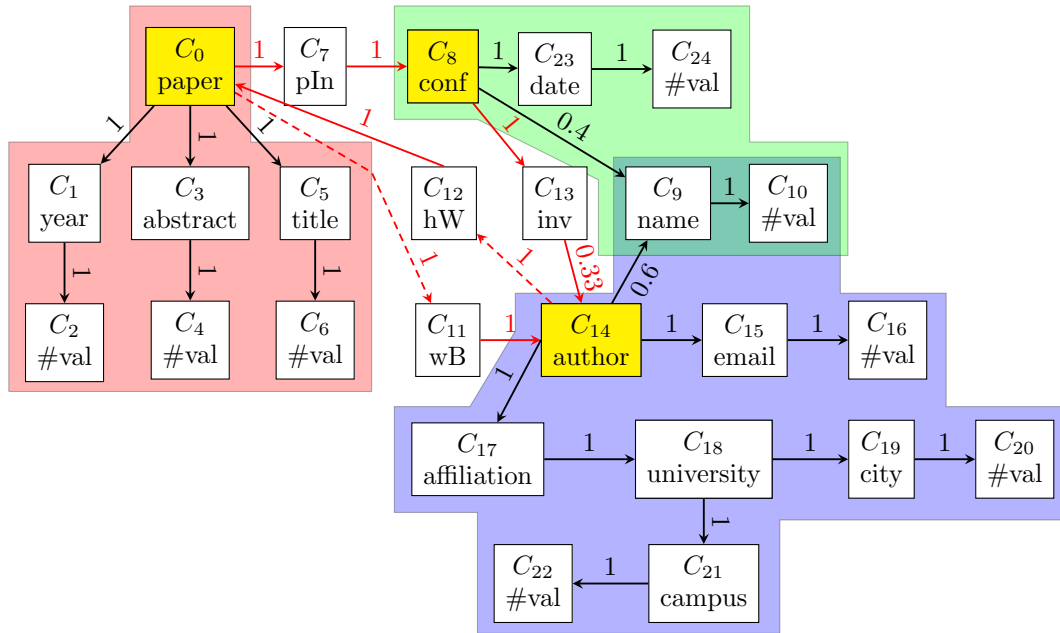 C0
paper
1
C7
pIn
1
C8
conf
1
C23
date
1
C24
#val
1
1
1
1
0.4
C1
year
C3
abstract
C5
title
C12
hW
C13
inv
C9
name
1
C10
#val
1
1
1
1
1
0.33
0.6
C2
#val
C4
#val
C6
#val
C11
wB
1
C14
author
1
C15
email
1
C16
#val
1
C17
affiliation
1
C18
university
1
C19
city
1
C20
#val
1
C22
#val
1
C21
campus